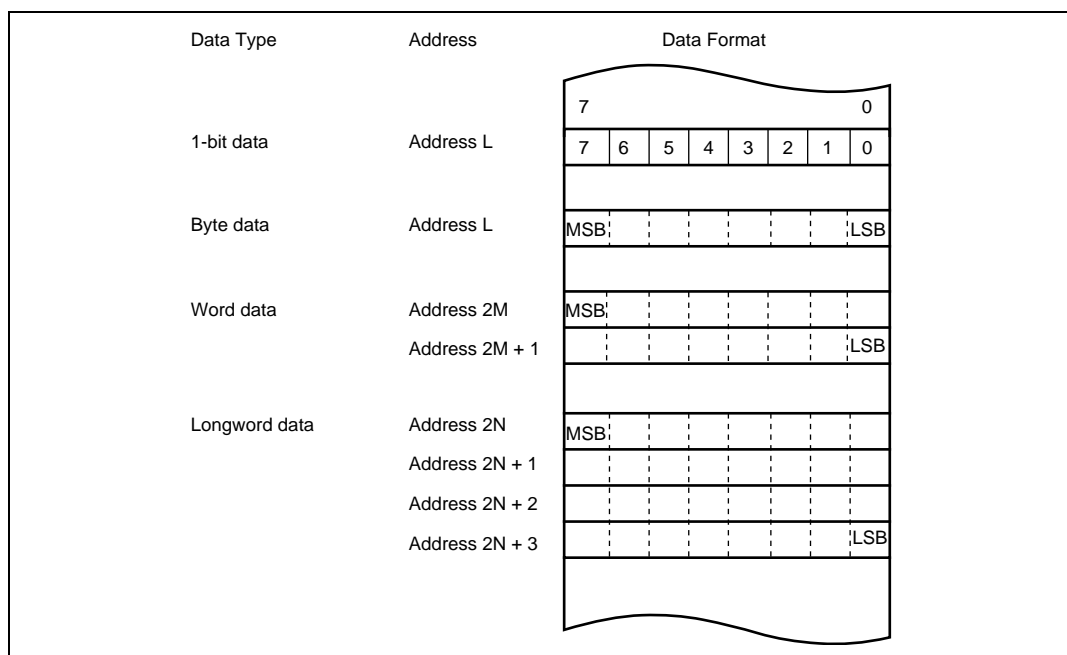 Data Type Address Data Format
7 0
1-bit data Address L 7 6 5 4 3 2 1 0
Byte data Address L MSB LSB
Word data Address 2M MSB
Address 2M + 1 LSB
Longword data Address 2N MSB
Address 2N + 1
Address 2N + 2
Address 2N + 3 LSB